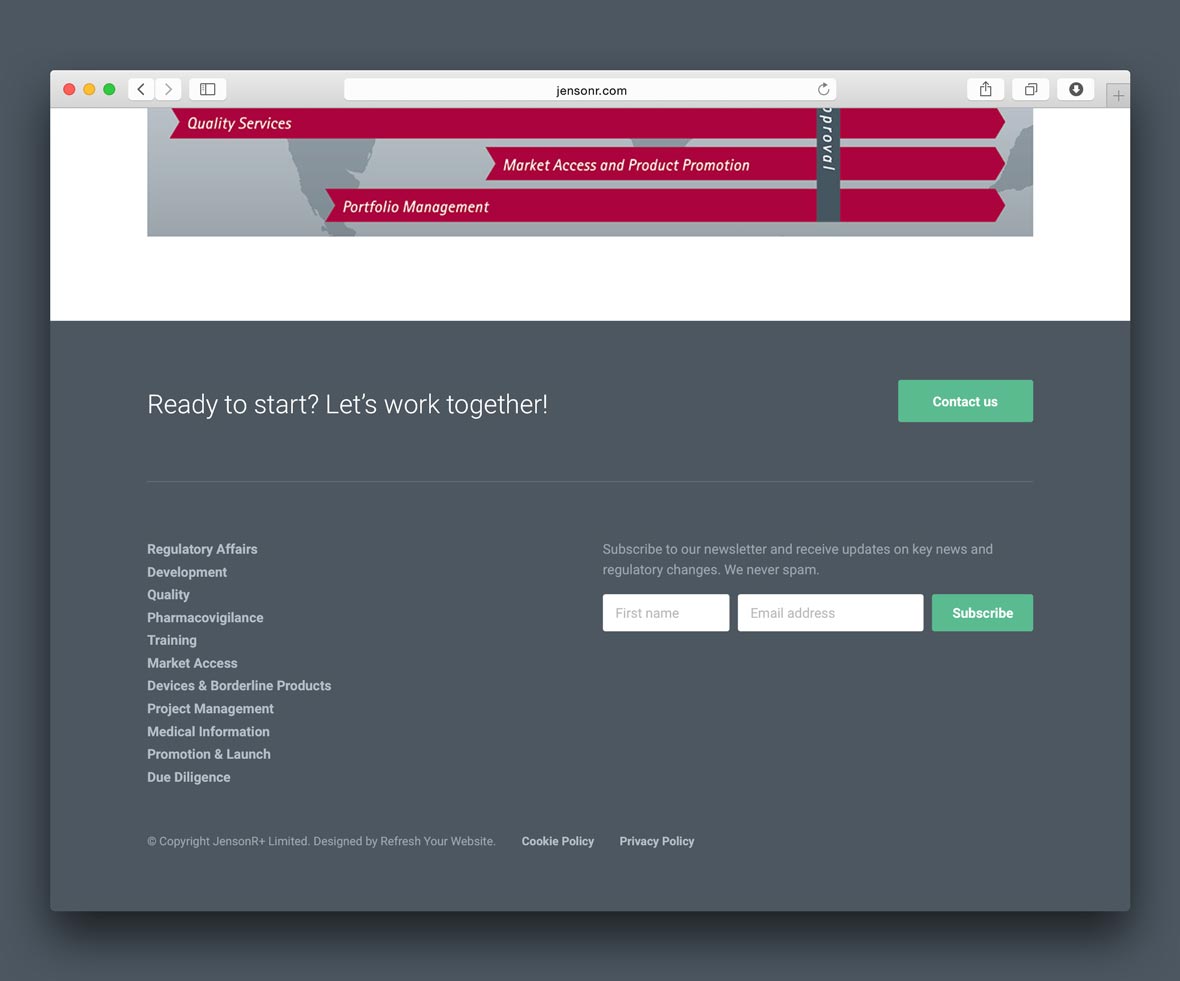 jensonr.com
Quality Services
Market Access and Product Promotion
Portfolio Management
Ready to start? Let’s work together!
Contact us
Regulatory Affairs
Development
Quality
Pharmacovigilance
Training
Market Access
Devices & Borderline Products
Project Management
Medical Information
Promotion & Launch
Due Diligence
Subscribe to our newsletter and receive updates on key news and
regulatory changes. We never spam.
First name
Email address
Subscribe
© Copyright JensonR+ Limited. Designed by Refresh Your Website.
Cookie Policy
Privacy Policy